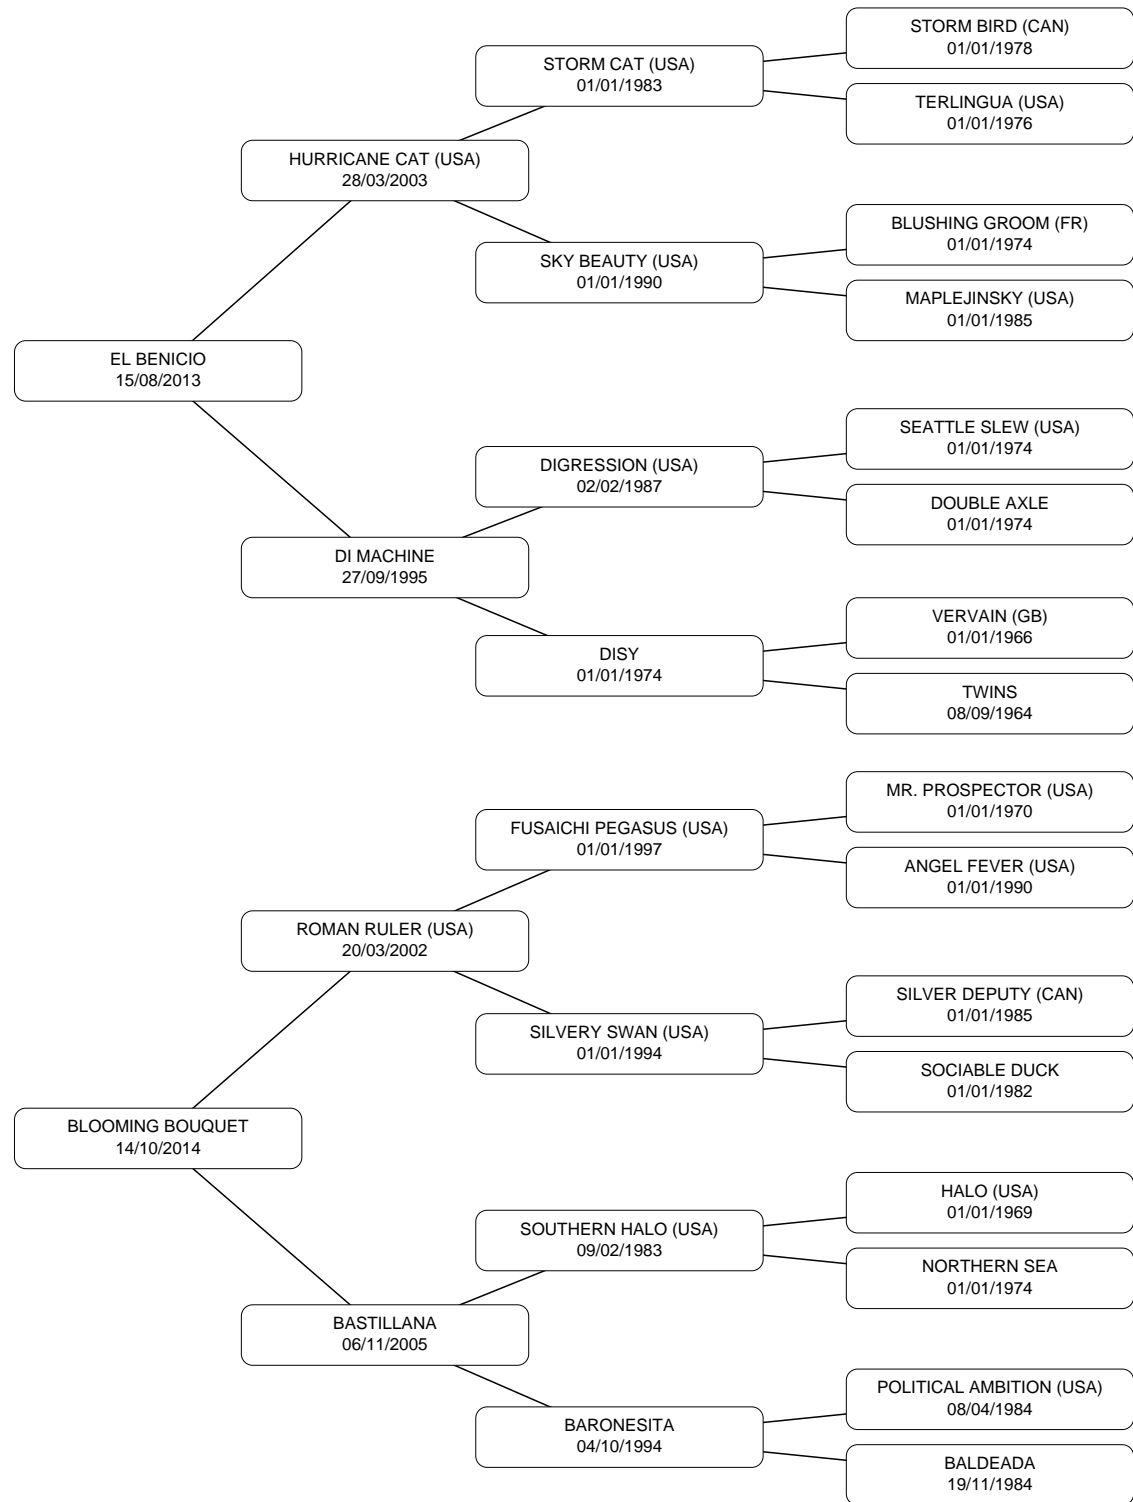 STORM BIRD (CAN)
01/01/1978
STORM CAT (USA)
01/01/1983
TERLINGUA (USA)
01/01/1976
HURRICANE CAT (USA)
28/03/2003
BLUSHING GROOM (FR)
01/01/1974
SKY BEAUTY (USA)
01/01/1990
MAPLEJINSKY (USA)
01/01/1985
EL BENICIO
15/08/2013
SEATTLE SLEW (USA)
01/01/1974
DIGRESSION (USA)
02/02/1987
DOUBLE AXLE
01/01/1974
DI MACHINE
27/09/1995
VERVAIN (GB)
01/01/1966
DISY
01/01/1974
TWINS
08/09/1964
MR. PROSPECTOR (USA)
01/01/1970
FUSAICHI PEGASUS (USA)
01/01/1997
ANGEL FEVER (USA)
01/01/1990
ROMAN RULER (USA)
20/03/2002
SILVER DEPUTY (CAN)
01/01/1985
SILVERY SWAN (USA)
01/01/1994
SOCIABLE DUCK
01/01/1982
BLOOMING BOUQUET
14/10/2014
HALO (USA)
01/01/1969
SOUTHERN HALO (USA)
09/02/1983
NORTHERN SEA
01/01/1974
BASTILLANA
06/11/2005
POLITICAL AMBITION (USA)
08/04/1984
BARONESITA
04/10/1994
BALDEADA
19/11/1984